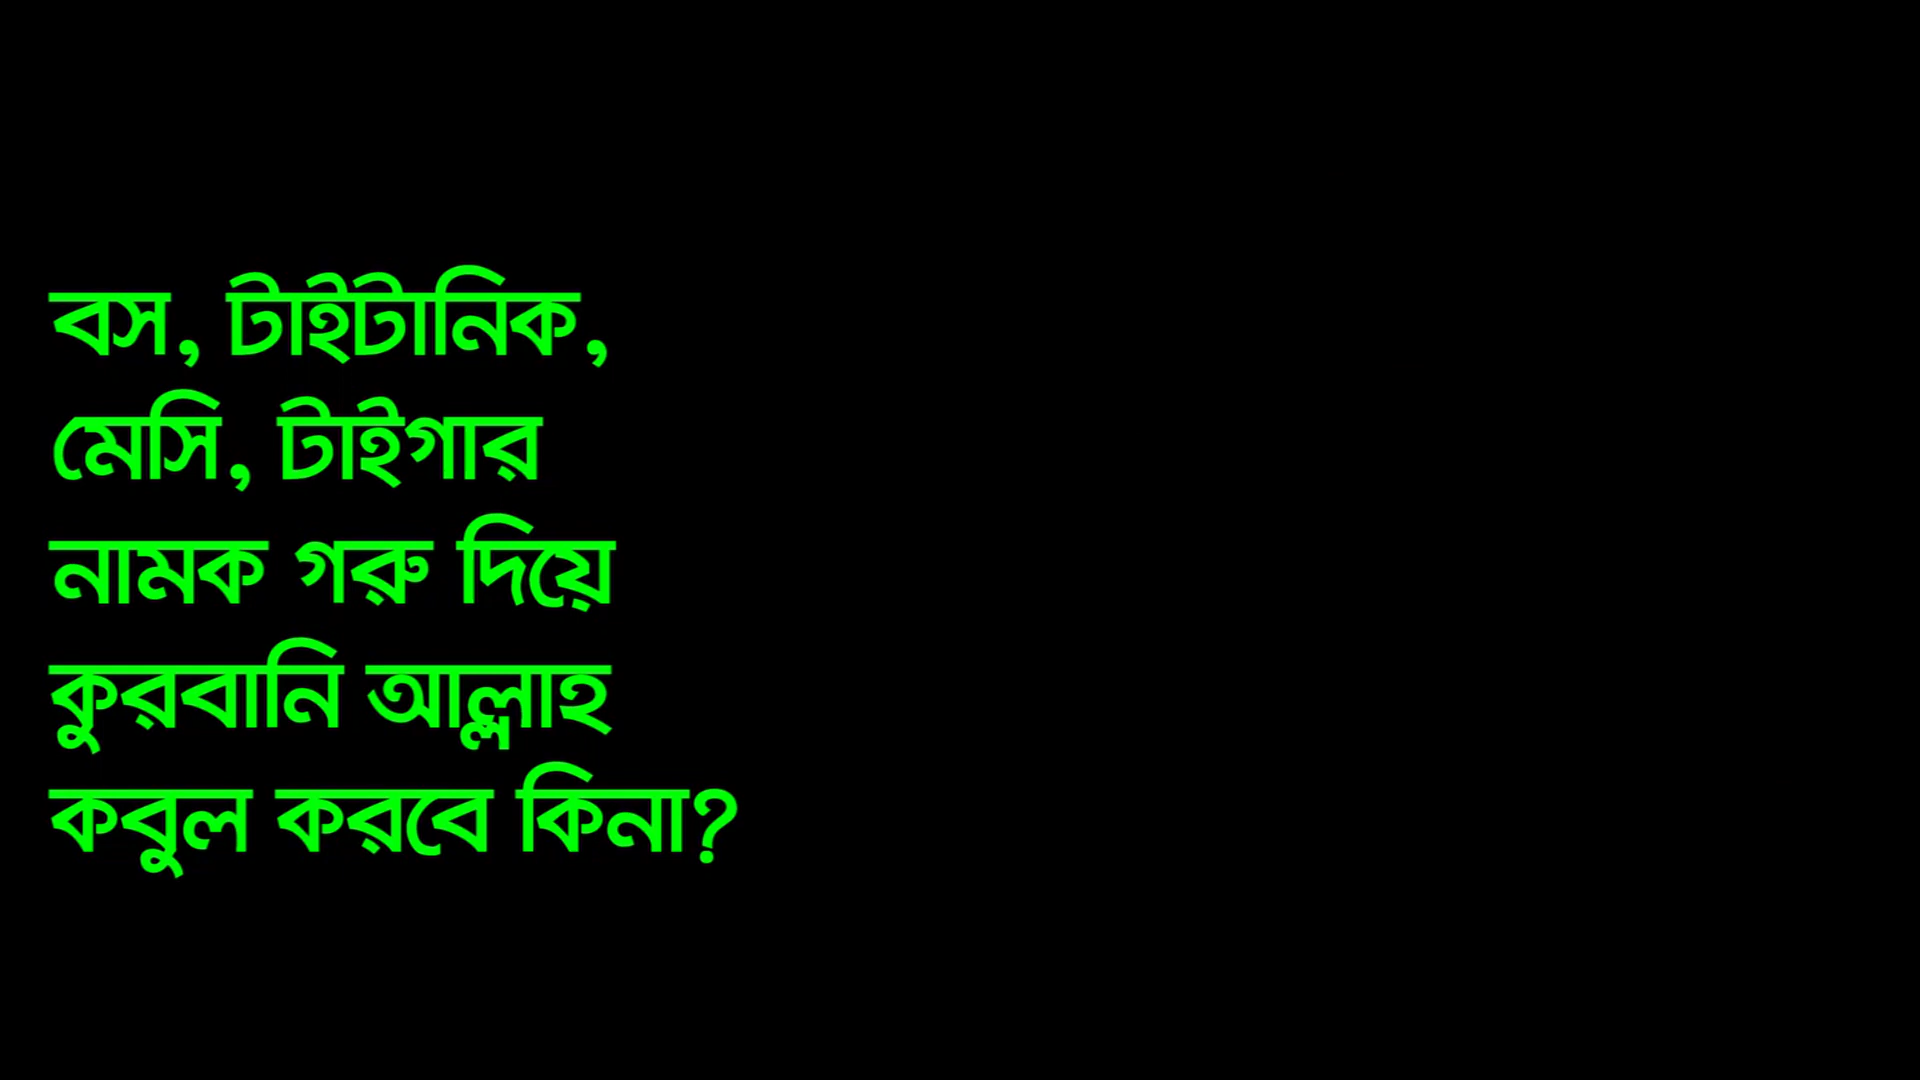 বস, টাইটানিক,
মেসি, টাইগার
নামক গরু দিয়ে
কুরবানি আল্লাহ
কবুল করবে কিনা?